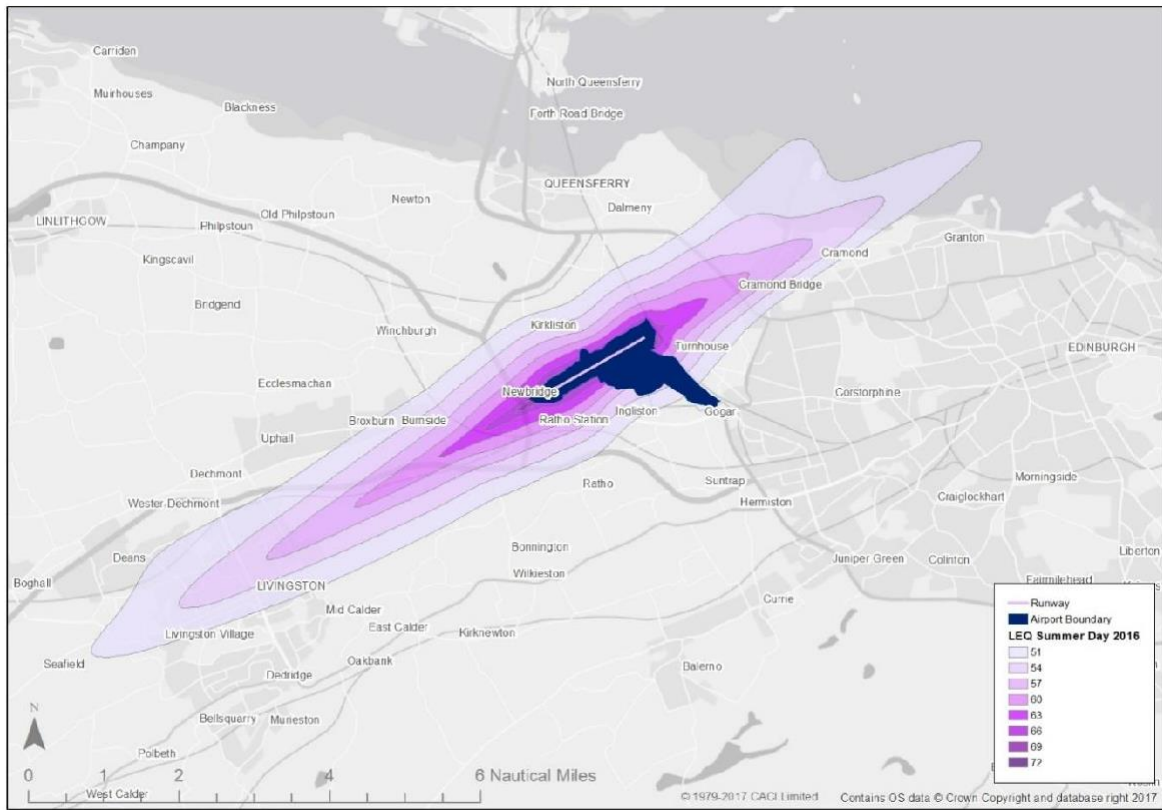 Carriden
Muirhouses
Blackness
Champany
North Queensferry
Forth Road Bridge
QUEENSFERRY
Dalmeny
Newton
Old Philpstoun
LINLITHGOW
Philpstoun
Kingscavil
Bridgend
Winchburgh
Kirkliston
Granton
Cramond
Cramond Bridge
Turnhouse
EDINBURGH
Ecclesmachan
Newbridge
Corstorphine
Broxburn Burnside
Ratho Station
Ingliston
Gogar
Uphall
Dechmont
Wester Dechmont
Ratho
Suntrap
Hermiston
Morningside
Craiglockhart
Deans
Boghall
Bonnington
Wilkieston
Juniper Green
Colinton
Liberton
LIVINGSTON
Mid Calder
East Calder
Kirknewton
Currie
Fairmilehead
Livingston Village
Seafield
Oakbank
Dedridge
Balerno
Bellsquarry
Murieston
Polbeth
West Calder
N
0 2 4 6 Nautical Miles
Runway
Airport Boundary
LEQ Summer Day 2016
51
54
57
60
63
66
69
72
© 1979-2017 CACI Limited
Contains OS data © Crown Copyright and database right 2017